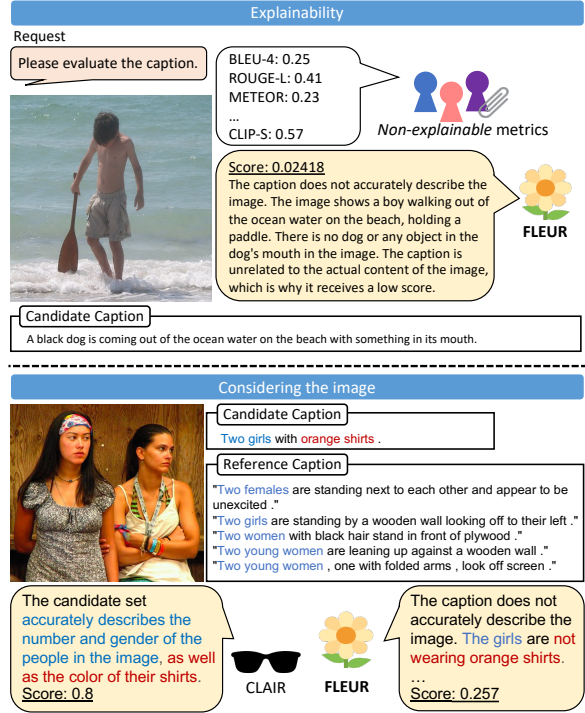 Explainability
Request
Please evaluate the caption.
BLEU-4: 0.25
ROUGE-L: 0.41
METEOR: 0.23
...
CLIP-S: 0.57
Non-explainable metrics
Score: 0.02418
The caption does not accurately describe the
image. The image shows a boy walking out of
the ocean water on the beach, holding a
paddle. There is no dog or any object in the
dog's mouth in the image. The caption is
unrelated to the actual content of the image,
which is why it receives a low score.
FLEUR
Candidate Caption
A black dog is coming out of the ocean water on the beach with something in its mouth.
Considering the image
Candidate Caption
Two girls with orange shirts .
Reference Caption
"Two females are standing next to each other and appear to be
unexcited ."
"Two girls are standing by a wooden wall looking off to their left ."
"Two women with black hair stand in front of plywood ."
"Two young women are leaning up against a wooden wall ."
"Two young women , one with folded arms , look off screen ."
The candidate set
accurately describes the
number and gender of the
people in the image, as well
as the color of their shirts.
Score: 0.8
CLAIR
FLEUR
The caption does not
accurately describe the
image. The girls are not
wearing orange shirts.
...
Score: 0.257